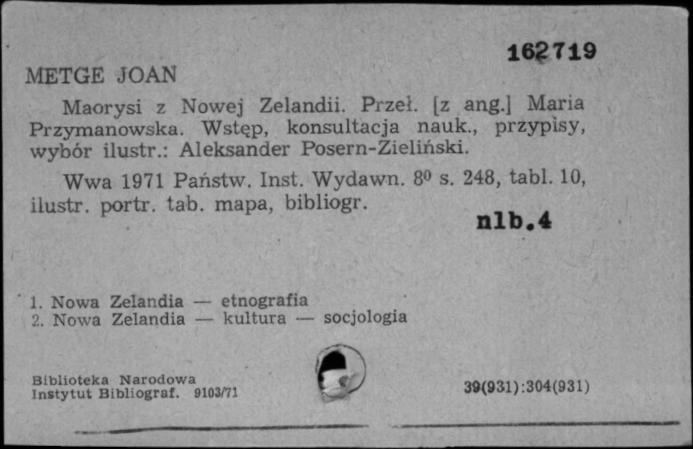 162719
METGE JOAN
Maorysi z Nowej Zelandii. Przeł. [z ang.] Maria
Przymanowska. Wstęp, konsultacja nauk., przypisy,
wybór ilustr.: Aleksander Posern-Zieliński.
Wwa 1971 Państw. Inst. Wydawn. 8⁰ s. 248, tabl. 10,
ilustr. portr. tab. mapa, bibliogr.
nlb.4
1. Nowa Zelandia — etnografia
2. Nowa Zelandia — kultura — socjologia
Biblioteka Narodowa
Instytut Bibliograf. 9103/71
39(931):304(931)